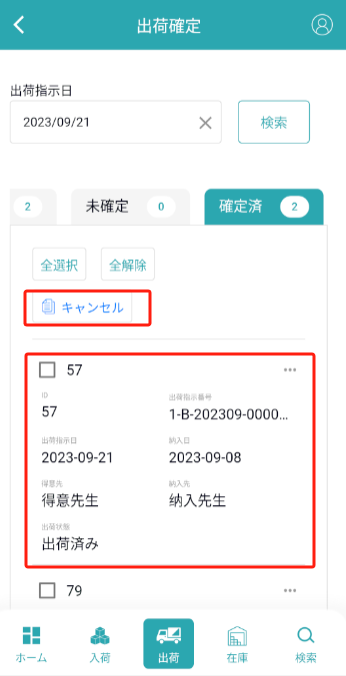 出荷確定
出荷指示日
2023/09/21
検索
2
未確定 0
確定済 2
全選択 全解除
キャンセル
57
ID 出荷指示番号
57 1-B-202309-0000...
出荷指示日 納入日
2023-09-21 2023-09-08
得意先 納入先
得意先生 納入先生
出荷状態
出荷済み
79
ホーム 入荷 出荷 在庫 検索